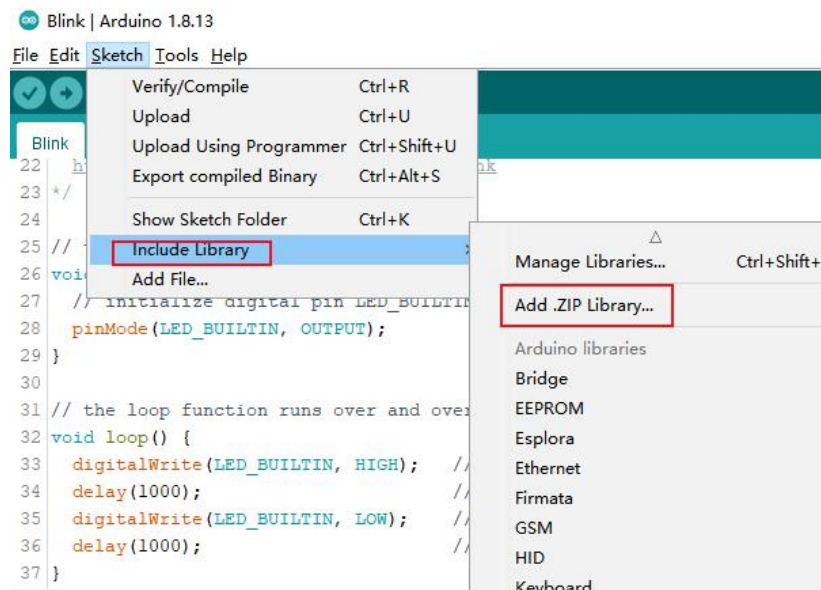 Blink | Arduino 1.8.13
File Edit Sketch Tools Help
Verify/Compile Ctrl+R
Upload Ctrl+U
Blink
Upload Using Programmer Ctrl+Shift+U
Export compiled Binary Ctrl+Alt+S
Show Sketch Folder Ctrl+K
Include Library
Add File...
Manage Libraries... Ctrl+Shift+
Add .ZIP Library...
Arduino libraries
Bridge
EEPROM
Esplora
Ethernet
Firmata
GSM
HID
Keyboard
22 h nk
23 */
24
25 //
26 voi
27 // initialize digital pin LED_BUILTIN
28 pinMode(LED_BUILTIN, OUTPUT);
29 }
30
31 // the loop function runs over and over
32 void loop() {
33 digitalWrite(LED_BUILTIN, HIGH); //
34 delay(1000); //
35 digitalWrite(LED_BUILTIN, LOW); //
36 delay(1000); //
37 }